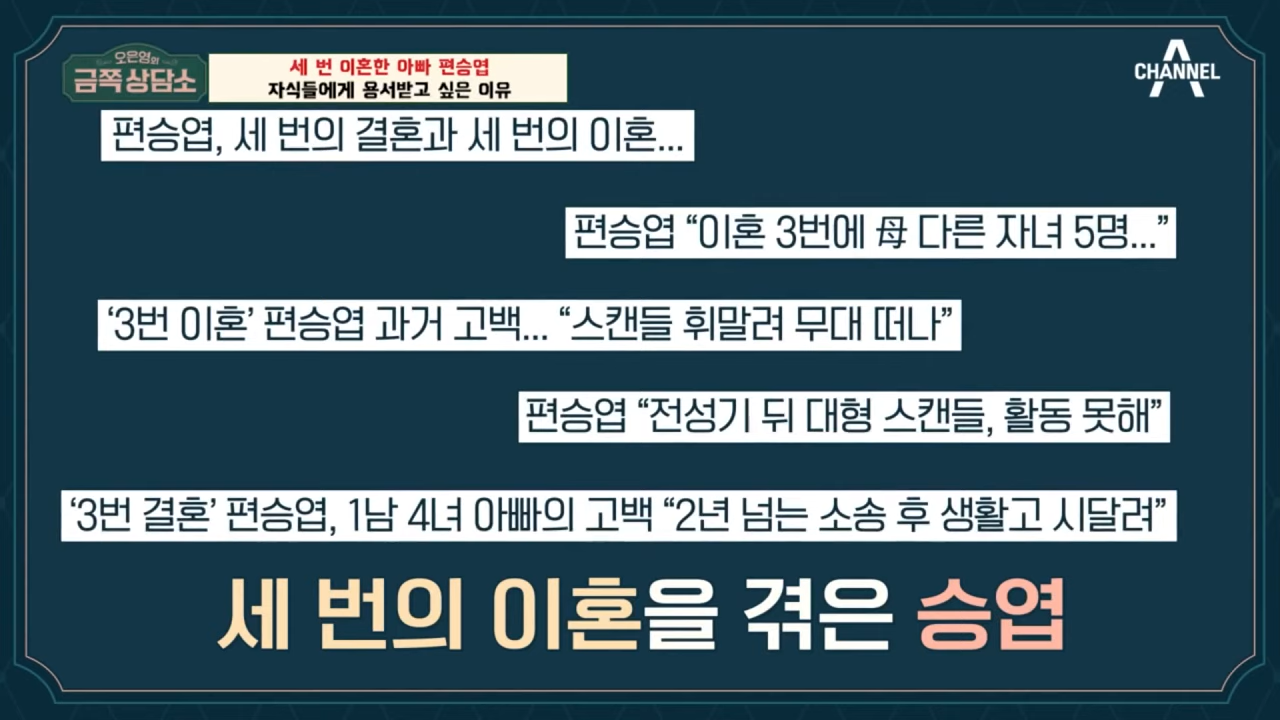 오은영의
금쪽 상담소
세 번 이혼한 아빠 편승엽
자식들에게 용서받고 싶은 이유
CHANNEL A
편승엽, 세 번의 결혼과 세 번의 이혼...
편승엽 “이혼 3번에 母 다른 자녀 5명...”
‘3번 이혼’ 편승엽 과거 고백... “스캔들 휘말려 무대 떠나”
편승엽 “전성기 뒤 대형 스캔들, 활동 못해”
‘3번 결혼’ 편승엽, 1남 4녀 아빠의 고백 “2년 넘는 소송 후 생활고 시달려”
세 번의 이혼을 겪은 승엽